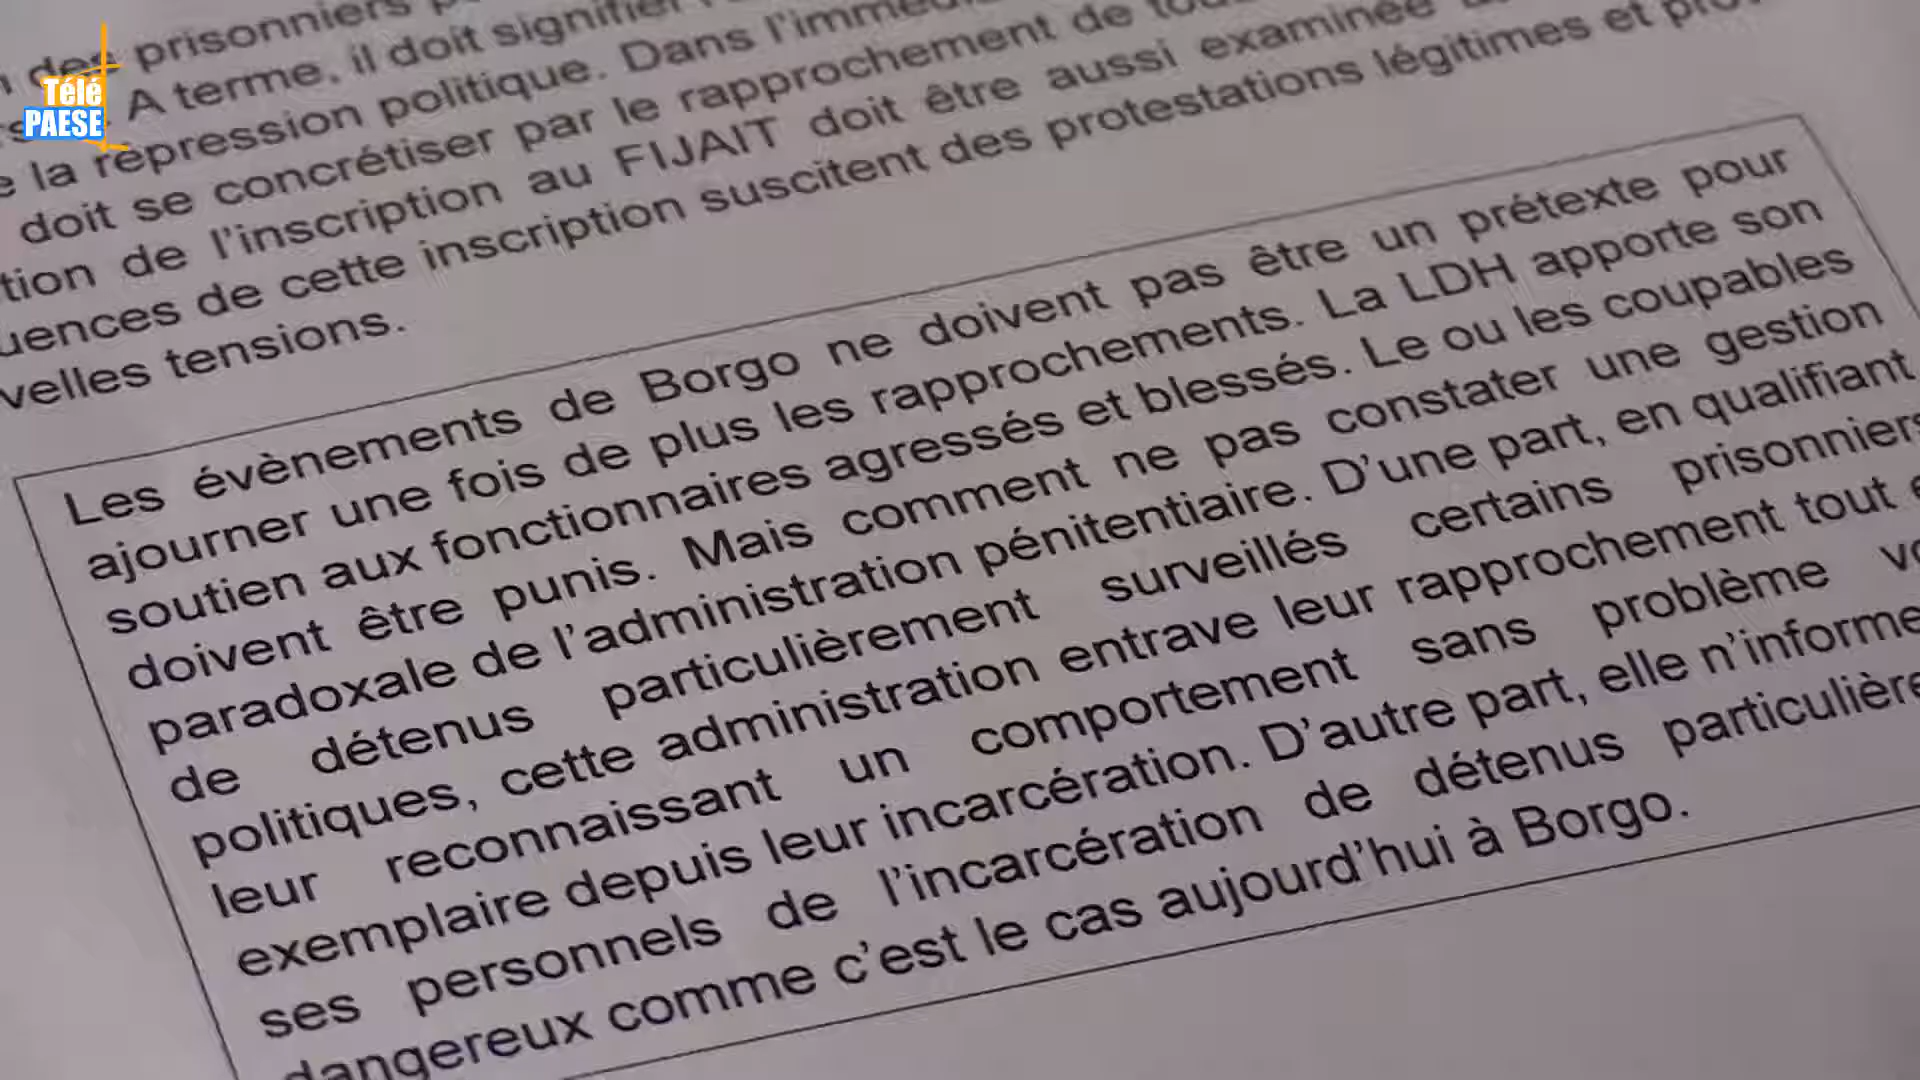 des prisonniers
A terme, il doit signifier
la répression politique. Dans l'immédiat
doit se concrétiser par le rapprochement de
tion de l'inscription au FIJAIT doit être aussi examinée
uences de cette inscription suscitent des protestations légitimes et
velles tensions.
Les évènements de Borgo ne doivent pas être un prétexte pour
ajourner une fois de plus les rapprochements. La LDH apporte son
soutien aux fonctionnaires agressés et blessés. Le ou les coupables
doivent être punis. Mais comment ne pas constater une gestion
paradoxale de l'administration pénitentiaire. D'une part, en qualifiant
de détenus particulièrement surveillés certains prisonniers
politiques, cette administration entrave leur rapprochement tout
leur reconnaissant un comportement sans problème
exemplaire depuis leur incarcération. D'autre part, elle n'informe
ses personnels de l'incarcération de détenus particulière
dangereux comme c'est le cas aujourd'hui à Borgo.
Télé
PAESE